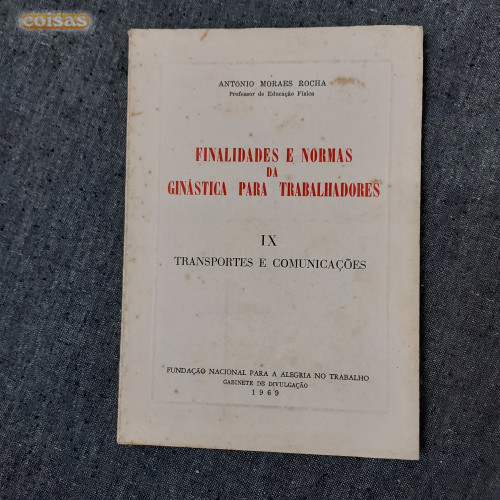 coisas
ANTÓNIO MORAES ROCHA
Professor de Educação Física
FINALIDADES E NORMAS
DA
GINÁSTICA PARA TRABALHADORES
IX
TRANSPORTES E COMUNICAÇÕES
FUNDAÇÃO NACIONAL PARA A ALEGRIA NO TRABALHO
GABINETE DE DIVULGAÇÃO
1969